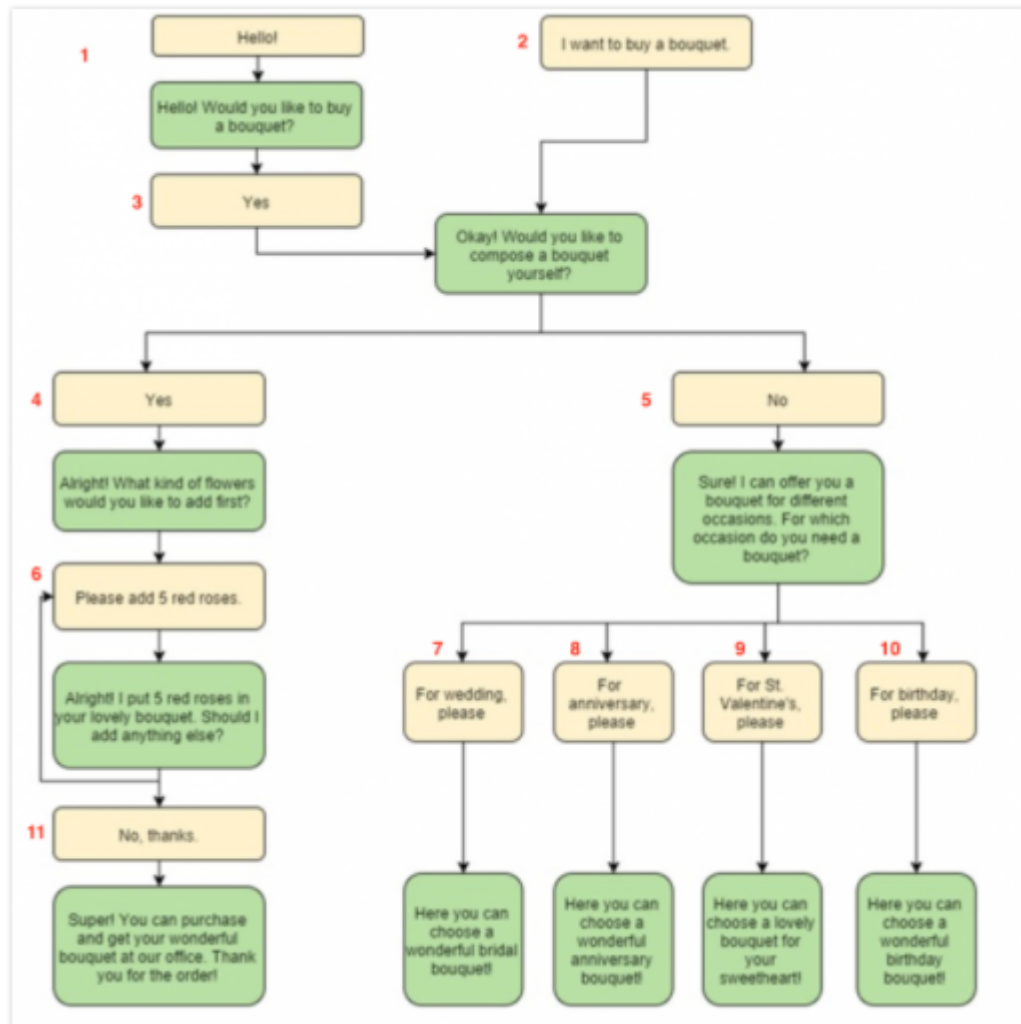 1
Hello!
2
I want to buy a bouquet.
Hello! Would you like to buy
a bouquet?
3
Yes
Okay! Would you like to
compose a bouquet
yourself?
4
Yes
5
No
Alright! What kind of flowers
would you like to add first?
Sure! I can offer you a
bouquet for different
occasions. For which
occasion do you need a
bouquet?
6
Please add 5 red roses.
Alright! I put 5 red roses in
your lovely bouquet. Should I
add anything else?
7
For wedding,
please
8
For
anniversary,
please
9
For St.
Valentine's,
please
10
For birthday,
please
11
No, thanks.
Super! You can purchase
and get your wonderful
bouquet at our office. Thank
you for the order!
Here you can
choose a
wonderful bridal
bouquet!
Here you can
choose a
wonderful
anniversary
bouquet!
Here you can
choose a lovely
bouquet for
your
sweetheart!
Here you can
choose a
wonderful
birthday
bouquet!